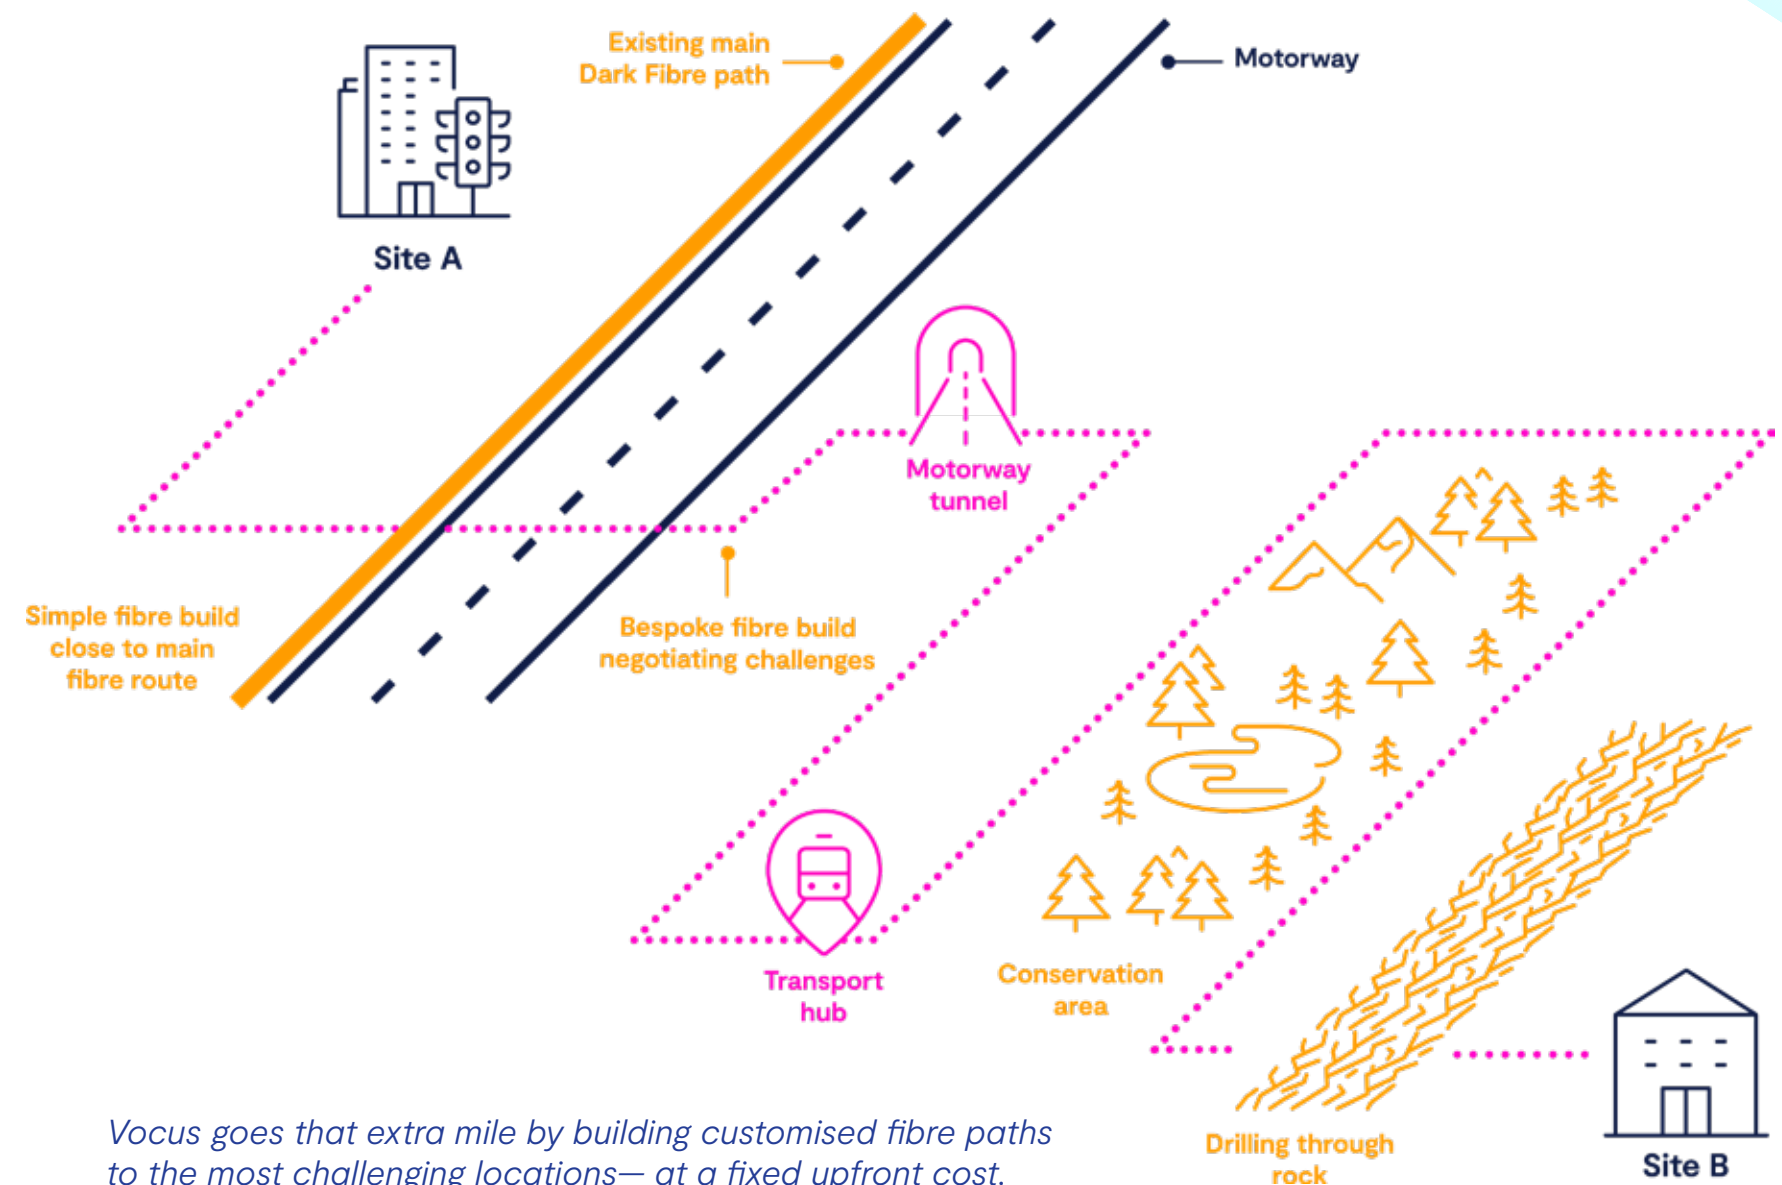 Existing main
Dark Fibre path
Motorway
Site A
Motorway
tunnel
Simple fibre build
close to main
fibre route
Bespoke fibre build
negotiating challenges
Transport
hub
Conservation
area
Drilling through
rock
Site B
Vocus goes that extra mile by building customised fibre paths
to the most challenging locations— at a fixed upfront cost.